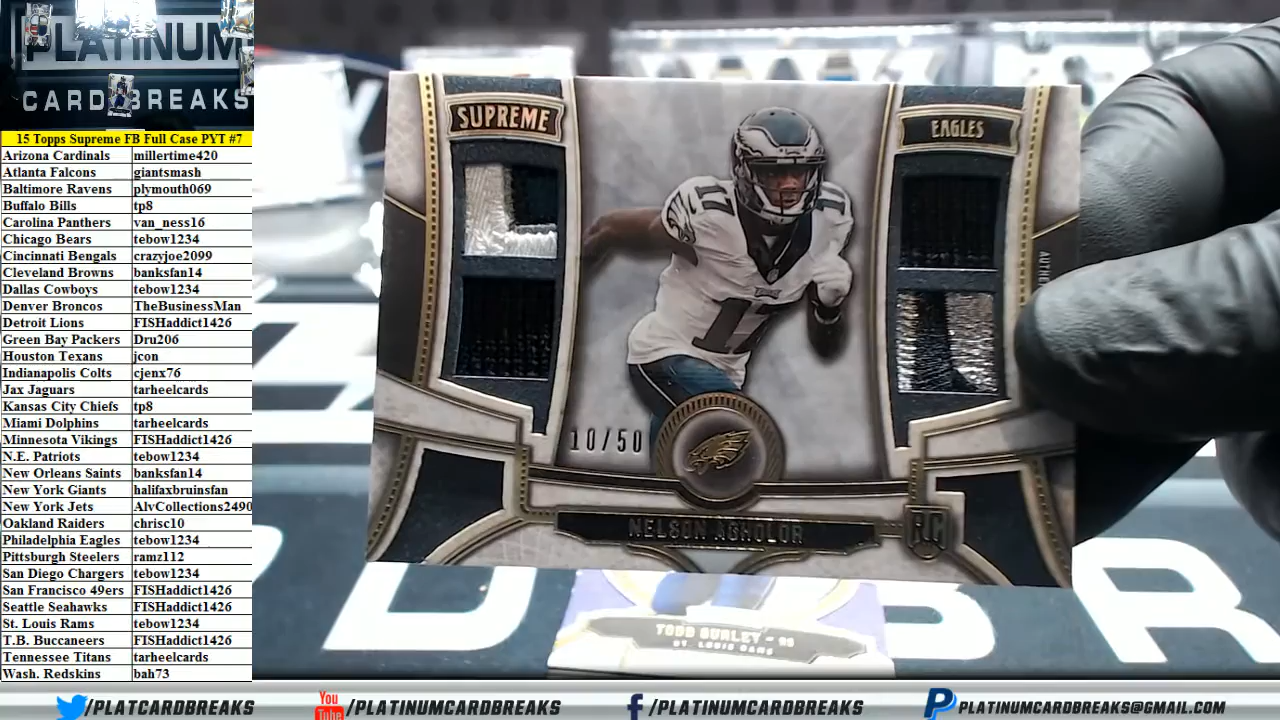 PLATINUM
CARD BREAKS
15 Topps Supreme FB Full Case PYT #7
Arizona Cardinals millertime420
Atlanta Falcons giantsmash
Baltimore Ravens plymouth069
Buffalo Bills tp8
Carolina Panthers van_ness16
Chicago Bears tebow1234
Cincinnati Bengals crazyjoe2099
Cleveland Browns banksfan14
Dallas Cowboys tebow1234
Denver Broncos TheBusinessMan
Detroit Lions FISHaddict1426
Green Bay Packers Dru206
Houston Texans jcon
Indianapolis Colts cjenx76
Jax Jaguars tarheelcards
Kansas City Chiefs tp8
Miami Dolphins tarheelcards
Minnesota Vikings FISHaddict1426
N.E. Patriots tebow1234
New Orleans Saints banksfan14
New York Giants halifaxbruinsfan
New York Jets AlvCollections2490
Oakland Raiders chrisc10
Philadelphia Eagles tebow1234
Pittsburgh Steelers ramz112
San Diego Chargers tebow1234
San Francisco 49ers FISHaddict1426
Seattle Seahawks FISHaddict1426
St. Louis Rams tebow1234
T.B. Buccaneers FISHaddict1426
Tennessee Titans tarheelcards
Wash. Redskins bah73
SUPREME
EAGLES
17
17
17
AUTHE
10/50
NELSON AGHOLOR
RC
TODD GURLEY - RB
ST. LOUIS RAMS
/PLATCARDBREAKS
You Tube /PLATINUMCARDBREAKS
/PLATINUMCARDBREAKS
PLATINUMCARDBREAKS@GMAIL.COM